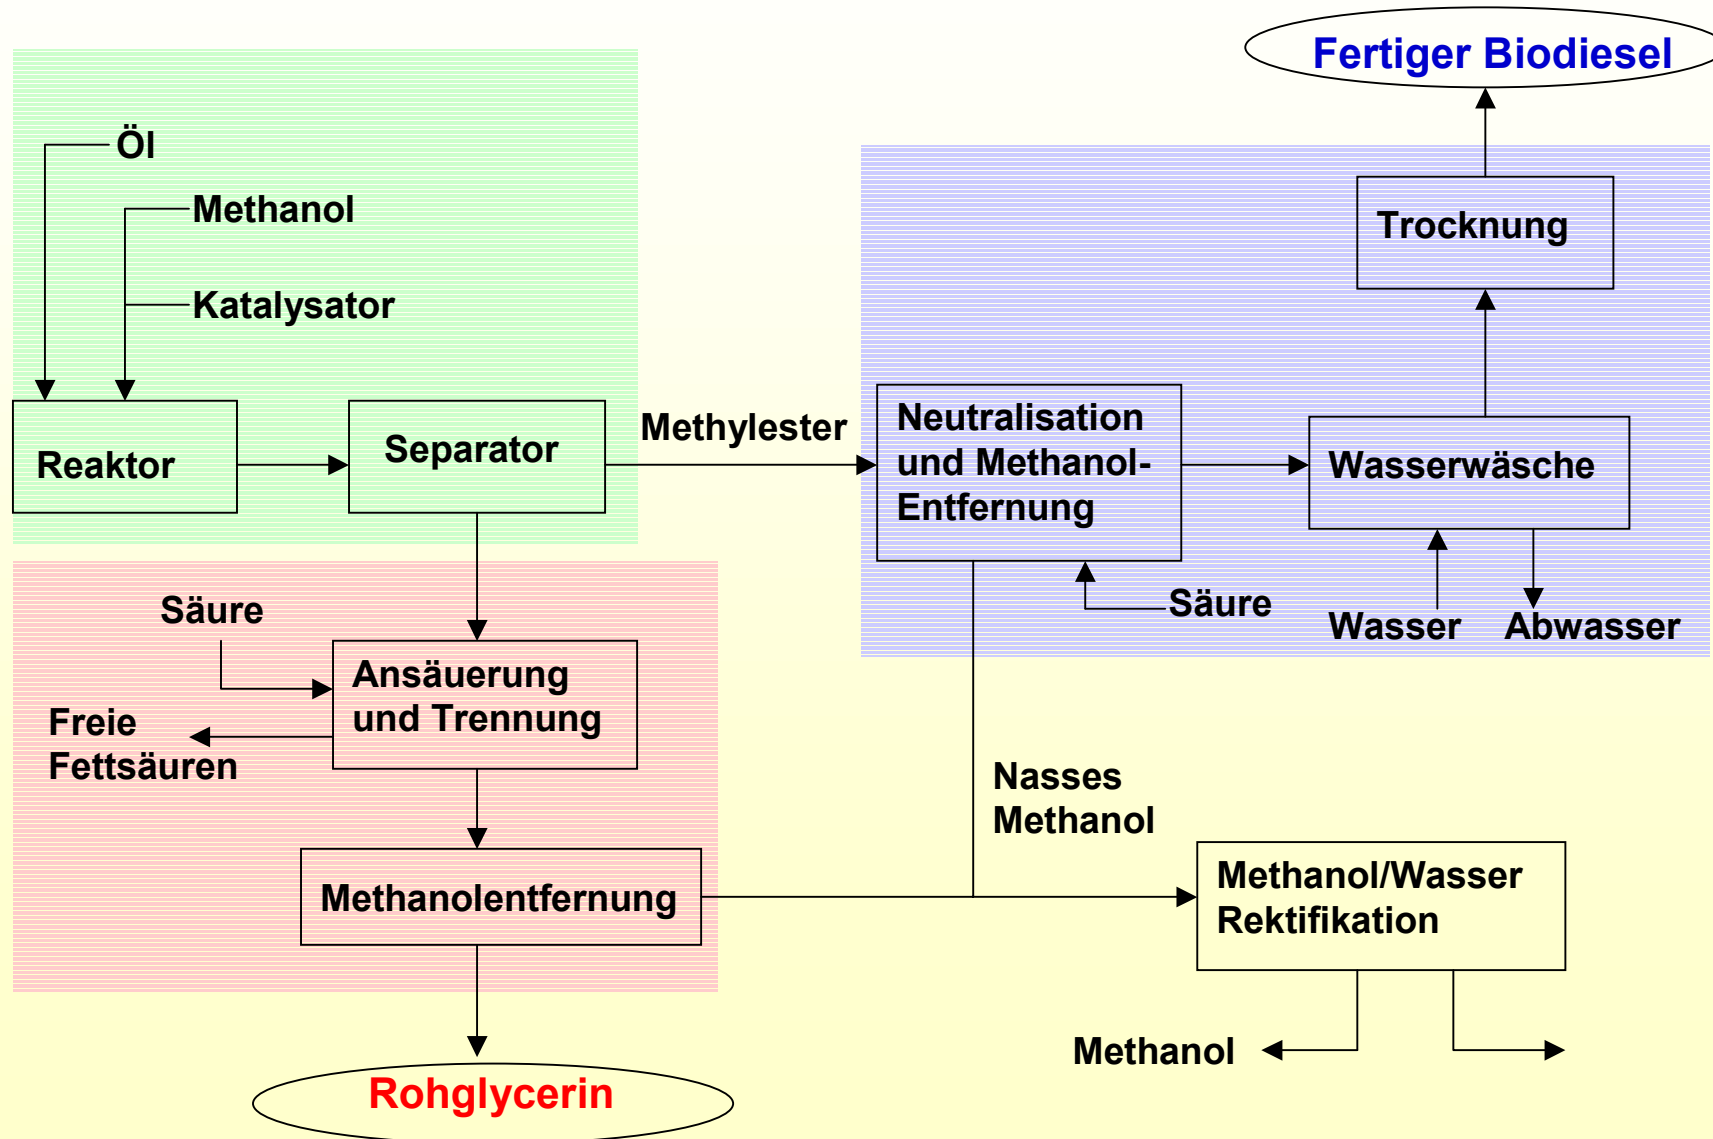 Fertiger Biodiesel
Öl
Methanol
Katalysator
Trocknung
Reaktor
Separator
Methylester
Neutralisation
und Methanol-
Entfernung
Wasserwäsche
Säure
Wasser
Abwasser
Säure
Ansäuerung
und Trennung
Freie
Fettsäuren
Nasses
Methanol
Methanolentfernung
Methanol/Wasser
Rektifikation
Methanol
Rohglycerin